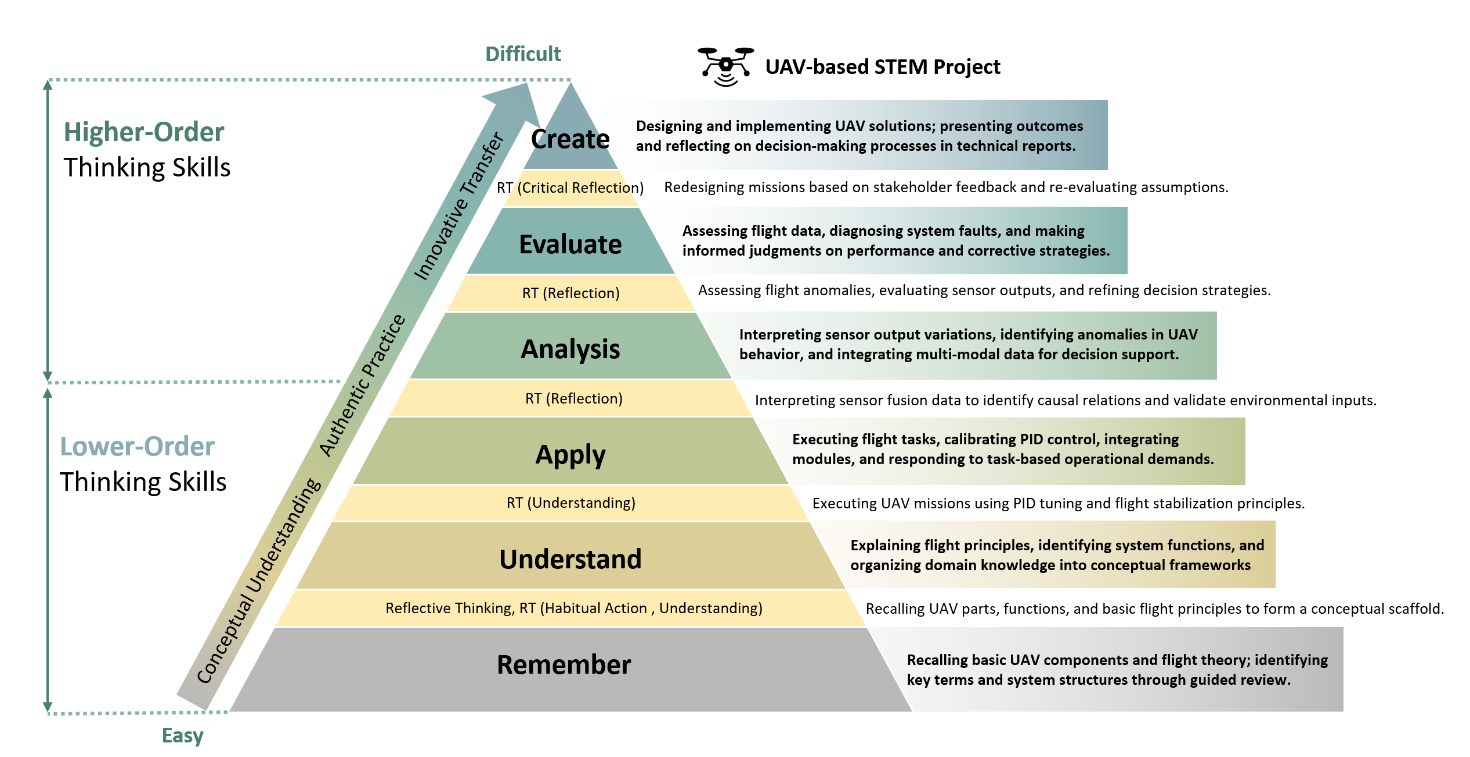 Difficult
UAV-based STEM Project
Higher-Order
Thinking Skills
Lower-Order
Thinking Skills
Easy
Conceptual Understanding
Authentic Practice
Innovative Transfer
Create
Designing and implementing UAV solutions; presenting outcomes
and reflecting on decision-making processes in technical reports.
RT (Critical Reflection)
Redesigning missions based on stakeholder feedback and re-evaluating assumptions.
Evaluate
Assessing flight data, diagnosing system faults, and making
informed judgments on performance and corrective strategies.
RT (Reflection)
Assessing flight anomalies, evaluating sensor outputs, and refining decision strategies.
Analysis
Interpreting sensor output variations, identifying anomalies in UAV
behavior, and integrating multi-modal data for decision support.
RT (Reflection)
Interpreting sensor fusion data to identify causal relations and validate environmental inputs.
Apply
Executing flight tasks, calibrating PID control, integrating
modules, and responding to task-based operational demands.
RT (Understanding)
Executing UAV missions using PID tuning and flight stabilization principles.
Understand
Explaining flight principles, identifying system functions, and
organizing domain knowledge into conceptual frameworks
Reflective Thinking, RT (Habitual Action , Understanding)
Recalling UAV parts, functions, and basic flight principles to form a conceptual scaffold.
Remember
Recalling basic UAV components and flight theory; identifying
key terms and system structures through guided review.